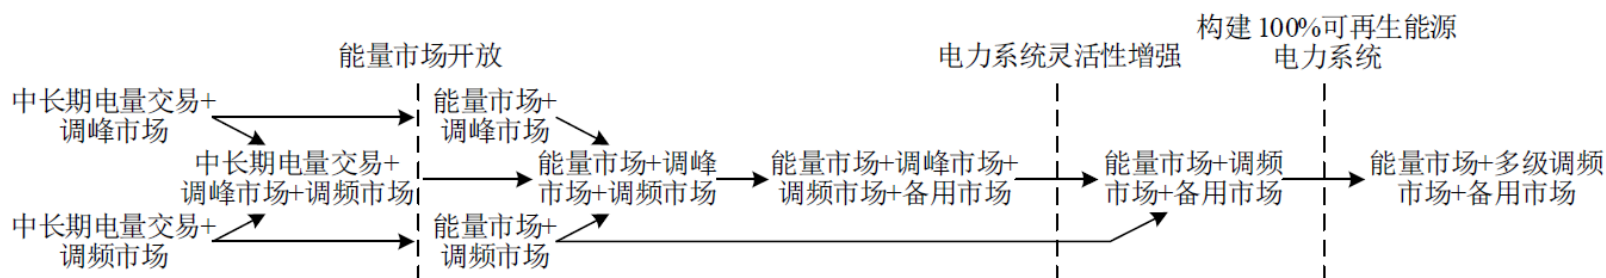 能量市场开放
电力系统灵活性增强
构建100%可再生能源
电力系统
中长期电量交易+
调峰市场
中长期电量交易+
调峰市场+调频市场
中长期电量交易+
调频市场
能量市场+
调峰市场
能量市场+调峰
市场+调频市场
能量市场+
调频市场
能量市场+调峰市场+
调频市场+备用市场
能量市场+调频
市场+备用市场
能量市场+多级调频
市场+备用市场